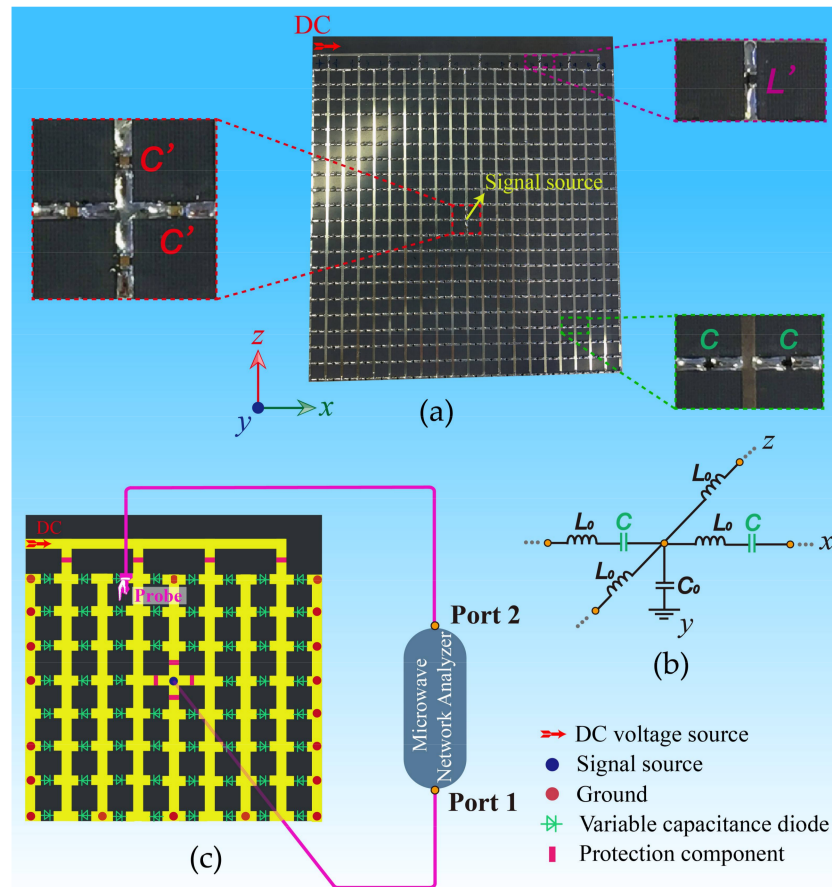 DC
L’
C’
C’
Signal source
C
C
z
y
x
(a)
z
L₀
L₀
C
L₀
C
x
L₀
C₀
y
(b)
DC
Probe
Port 2
Microwave
Network Analyzer
Port 1
(c)
DC voltage source
Signal source
Ground
Variable capacitance diode
Protection component